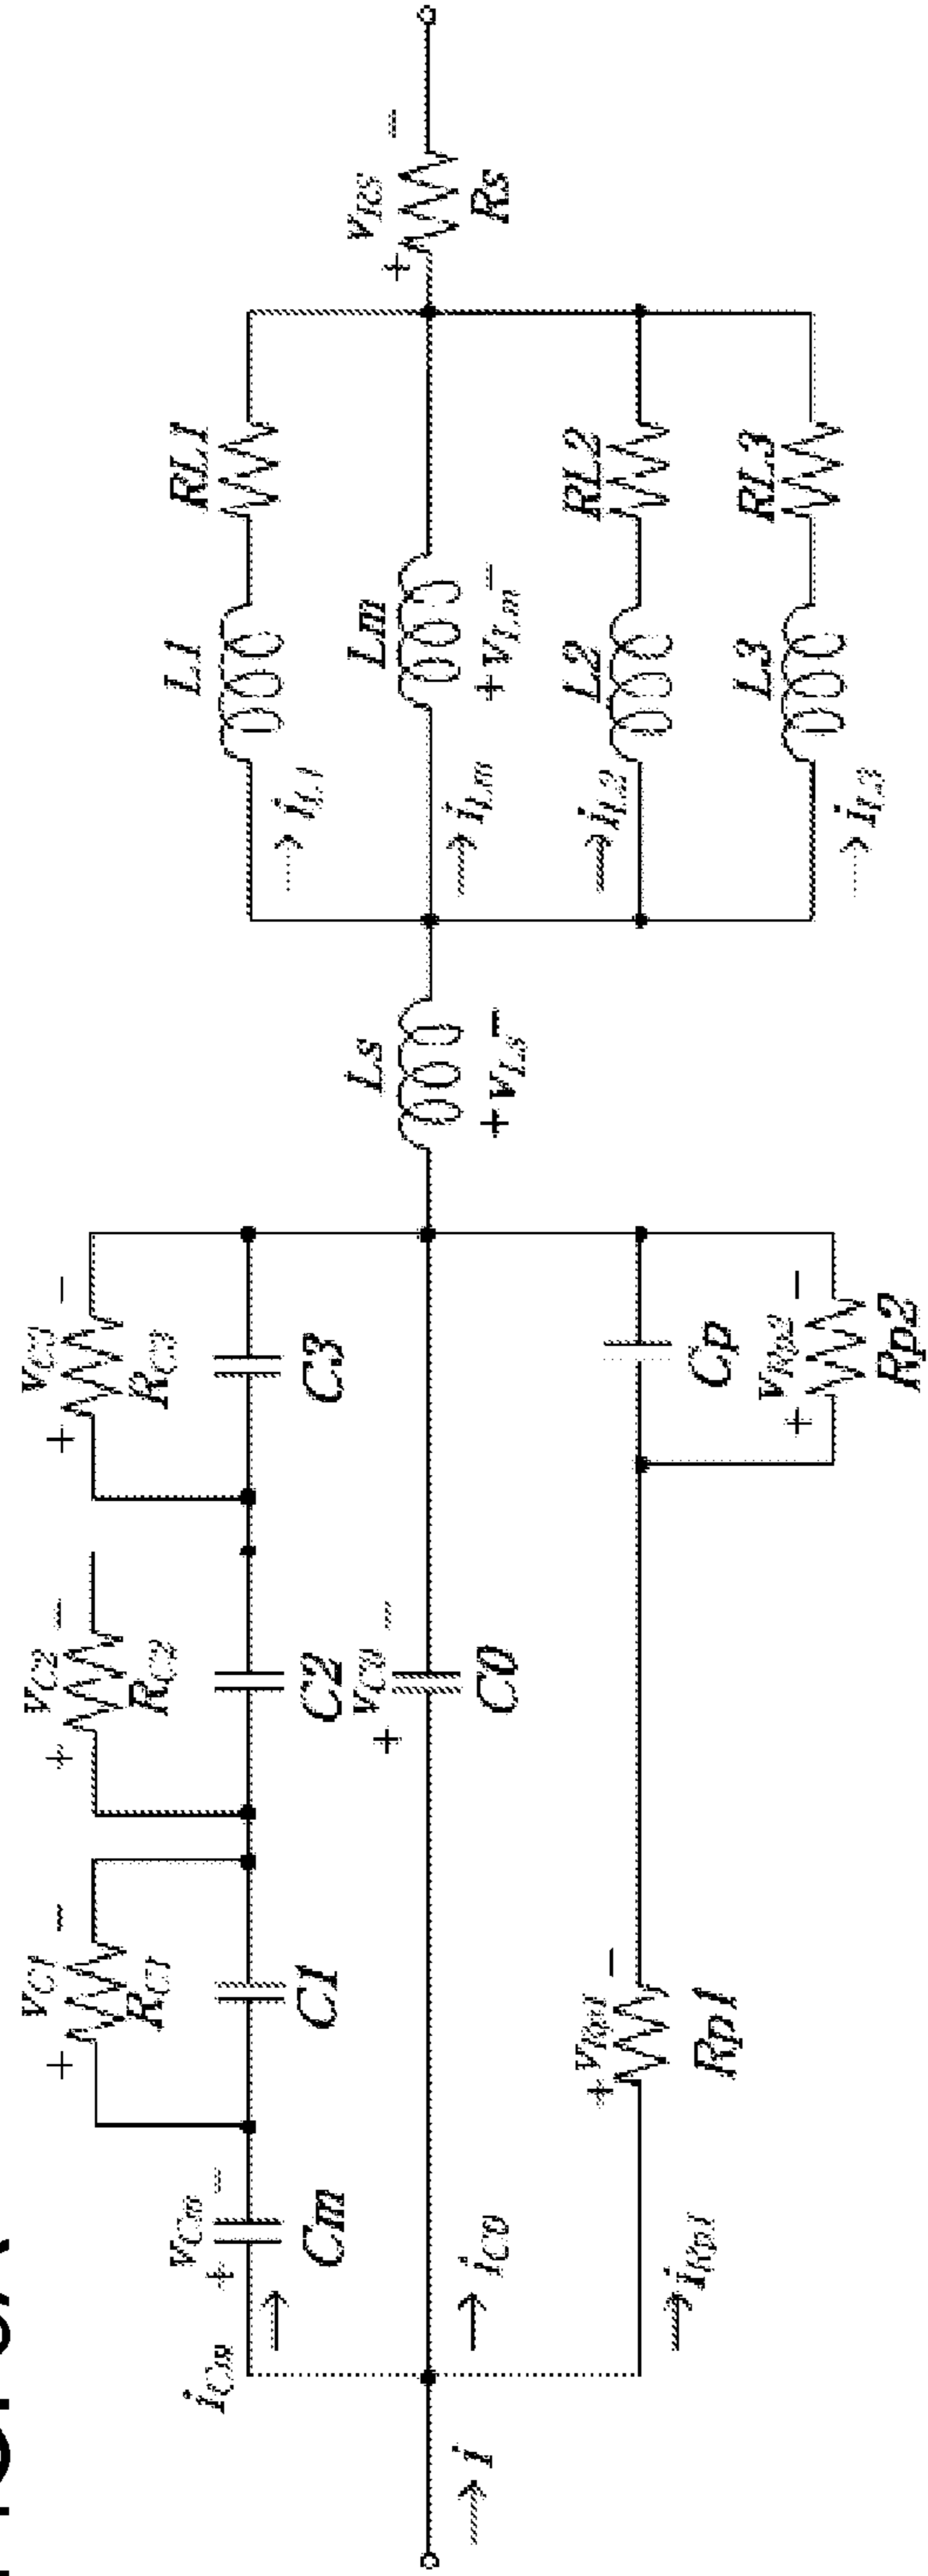 i
iCm
vCm
+ −
Cm
vC1
+ −
RC1
C1
vC2
+ −
RC2
C2
vC3
+ −
RC3
C3
iC0
vC0
+ −
C0
iRp1
vRp1
+ −
Rp1
Cp
vRp2
+ −
Rp2
Ls
+ vLs −
L1
RL1
iL1
Lm
iLm
+ vLm −
L2
RL2
iL2
L3
RL3
iL3
vRS
+ −
Rs